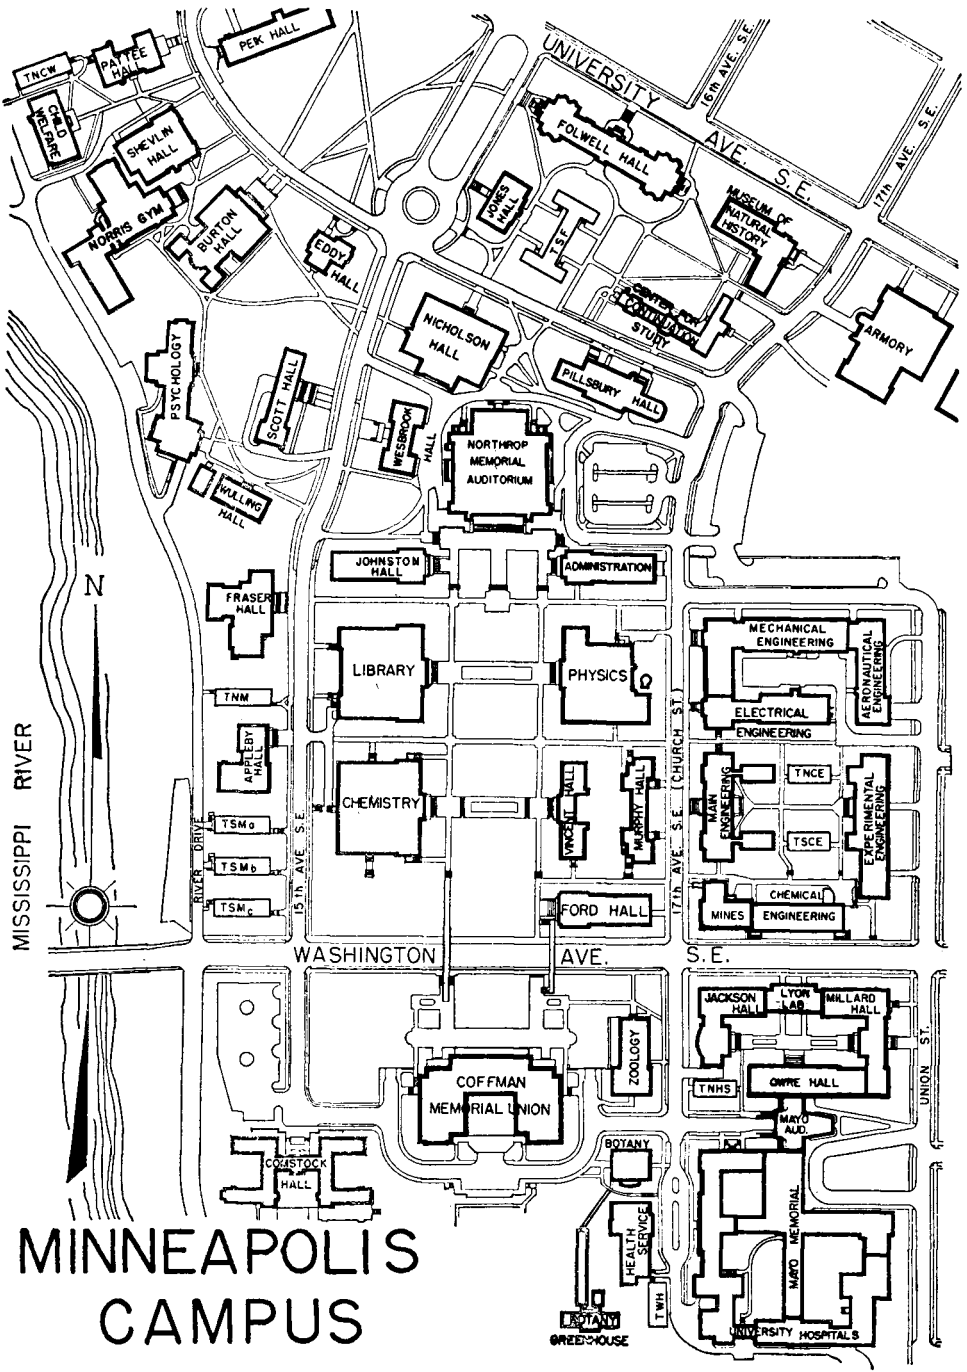 PEIK HALL
PATTEE
HALL
TNCW
CHILD
WELFARE
SHEVLIN
HALL
NORRIS GYM
BURTON
HALL
EDDY
HALL
UNIVERSITY AVE. S.E.
16th AVE. S.E.
17th AVE. S.E.
FOLWELL HALL
JONES
HALL
TSF
MUSEUM OF
NATURAL
HISTORY
CENTER FOR
CONTINUATION
STUDY
ARMORY
NICHOLSON
HALL
PILLSBURY HALL
PSYCHOLOGY
SCOTT HALL
WESBROOK
HALL
NORTHROP
MEMORIAL
AUDITORIUM
WULLING
HALL
JOHNSTON
HALL
ADMINISTRATION
N
FRASER
HALL
LIBRARY
PHYSICS
MECHANICAL
ENGINEERING
AERONAUTICAL
ENGINEERING
TNM
ELECTRICAL
ENGINEERING
APPLEBY
HALL
CHEMISTRY
VINCENT HALL
MURPHY HALL
17th AVE. S.E. (CHURCH ST.)
MAIN
ENGINEERING
TNCE
TSCE
EXPERIMENTAL
ENGINEERING
MISSISSIPPI RIVER
RIVER DRIVE
TSMa
TSMb
TSMc
15th AVE S.E.
FORD HALL
MINES
CHEMICAL
ENGINEERING
WASHINGTON AVE. S.E.
JACKSON
HALL
LYON
LAB.
MILLARD
HALL
ZOOLOGY
COFFMAN
MEMORIAL UNION
TNHS
OWRE HALL
MAYO
AUD.
UNION ST.
COMSTOCK
HALL
BOTANY
HEALTH
SERVICE
MAYO MEMORIAL
TWH
BOTANY
GREENHOUSE
UNIVERSITY HOSPITALS
MINNEAPOLIS
CAMPUS